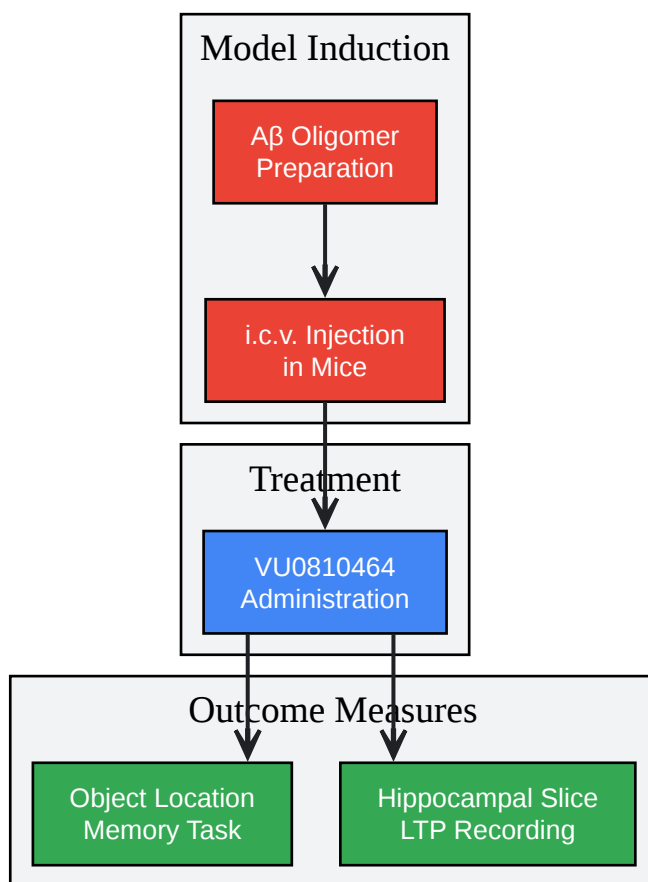 Model Induction
Aβ Oligomer
Preparation
i.c.v. Injection
in Mice
Treatment
VU0810464
Administration
Outcome Measures
Object Location
Memory Task
Hippocampal Slice
LTP Recording